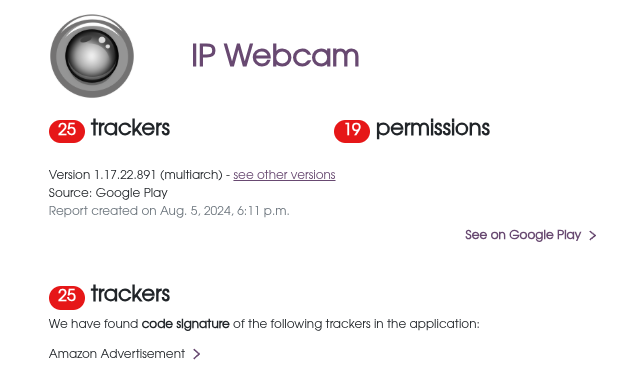 IP Webcam
25 trackers
19 permissions
Version 1.17.22.891 (multiarch) - see other versions
Source: Google Play
Report created on Aug. 5, 2024, 6:11 p.m.
See on Google Play
25 trackers
We have found code signature of the following trackers in the application:
Amazon Advertisement